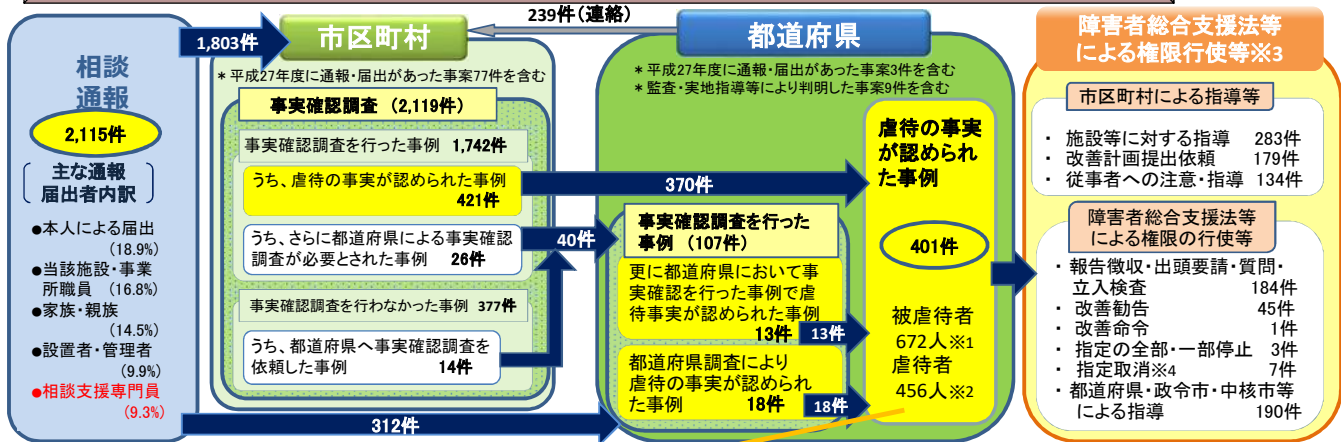 239件(連絡)
相談
通報
2,115件
主な通報
届出者内訳
●本人による届出
(18.9%)
●当該施設・事業
所職員 (16.8%)
●家族・親族
(14.5%)
●設置者・管理者
(9.9%)
●相談支援専門員
(9.3%)
1,803件
312件
市区町村
*平成27年度に通報・届出があった事案77件を含む
事実確認調査(2,119件)
事実確認調査を行った事例 1,742件
うち、虐待の事実が認められた事例
421件
うち、さらに都道府県による事実確認
調査が必要とされた事例 26件
事実確認調査を行わなかった事例 377件
うち、都道府県へ事実確認調査を
依頼した事例 14件
370件
40件
都道府県
*平成27年度に通報・届出があった事案3件を含む
*監査・実地指導等により判明した事案9件を含む
事実確認調査を行った
事例(107件)
更に都道府県において事
実確認を行った事例で虐
待事実が認められた事例
13件
13件
都道府県調査により
虐待の事実が認められ
た事例 18件
18件
虐待の事実
が認められ
た事例
401件
被虐待者
672人※1
虐待者
456人※2
障害者総合支援法等
による権限行使等※3
市区町村による指導等
・ 施設等に対する指導 283件
・ 改善計画提出依頼 179件
・ 従事者への注意・指導 134件
障害者総合支援法等
による権限の行使等
・ 報告徴収・出頭要請・質問・
立入検査 184件
・ 改善勧告 45件
・ 改善命令 1件
・ 指定の全部・一部停止 3件
・ 指定取消※4 7件
・ 都道府県・政令市・中核市等
による指導 190件